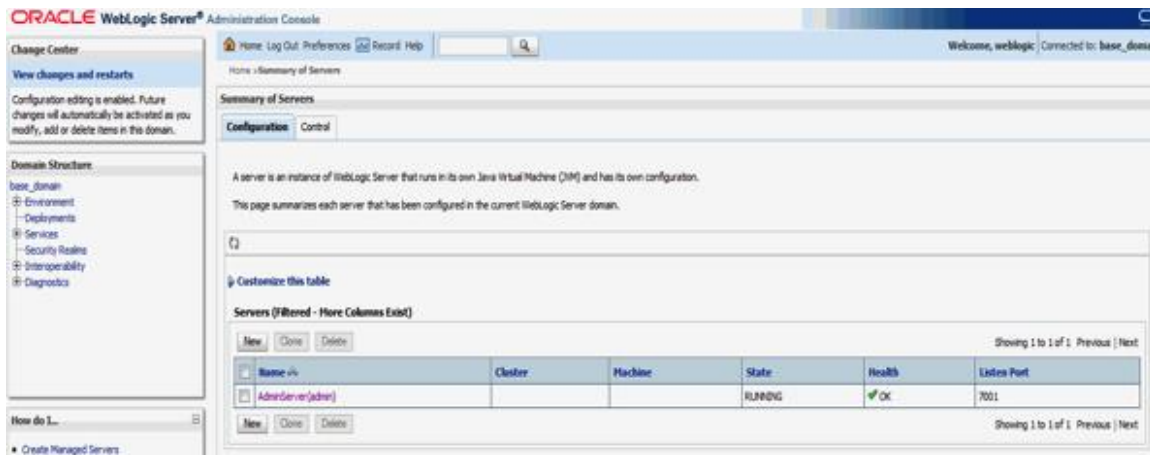 ORACLE WebLogic Server® Administration Console
Change Center
View changes and restarts
Configuration editing is enabled. Future
changes will automatically be activated as you
modify, add or delete items in this domain.
Domain Structure
base_domain
Environment
Deployments
Services
Security Realms
Interoperability
Diagnostics
How do I...
Create Managed Servers
Home Log Out Preferences Record Help
Welcome, weblogic Connected to: base_doma
Home >Summary of Servers
Summary of Servers
Configuration Control
A server is an instance of WebLogic Server that runs in its own Java Virtual Machine (JVM) and has its own configuration.
This page summarizes each server that has been configured in the current WebLogic Server domain.
Customize this table
Servers (Filtered - More Columns Exist)
New Clone Delete
Showing 1 to 1 of 1 Previous | Next
Name Cluster Machine State Health Listen Port
AdminServer(admin) RUNNING OK 7001
New Clone Delete
Showing 1 to 1 of 1 Previous | Next